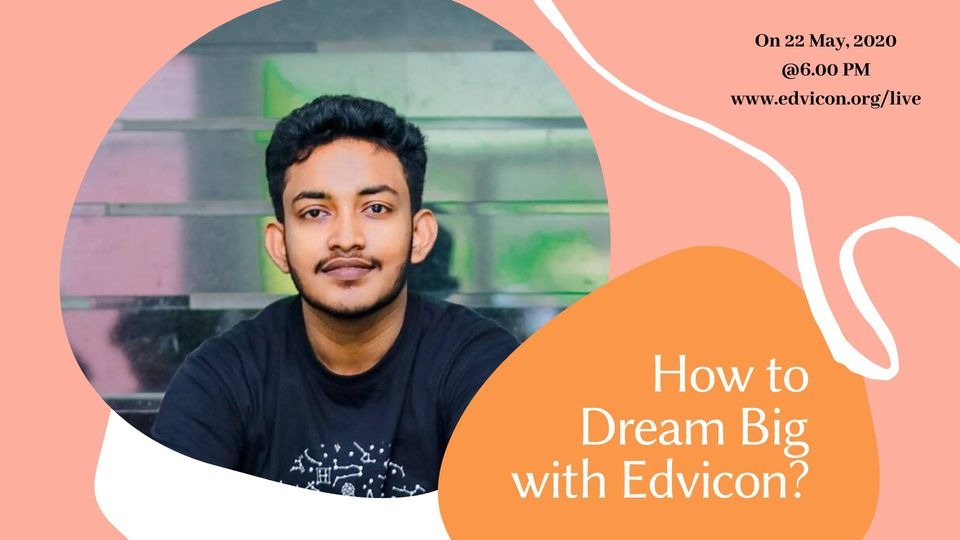 On 22 May, 2020
@6.00 PM
www.edvicon.org/live
How to
Dream Big
with Edvicon?